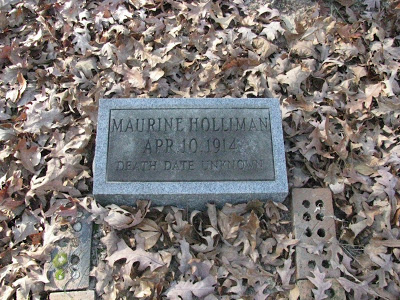 MAURINE HOLLIMAN
APR. 10, 1914
DEATH DATE UNKNOWN